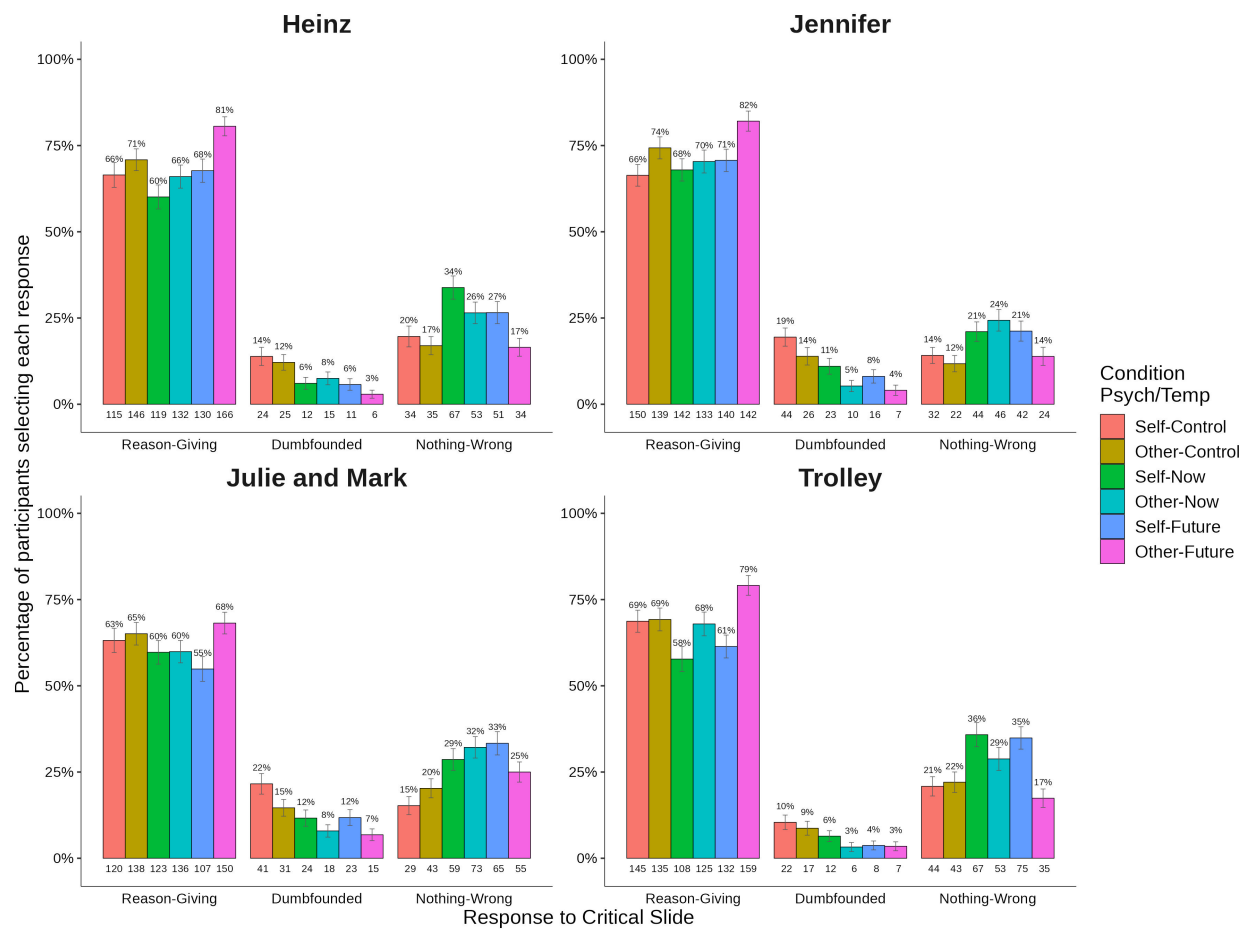 Heinz
Jennifer
100%
75%
50%
25%
0%
66% 71% 60% 66% 68% 81%
14% 12% 6% 8% 6% 3%
20% 17% 34% 26% 27% 17%
115 146 119 132 130 166
24 25 12 15 11 6
34 35 67 53 51 34
Reason-Giving Dumbfounded Nothing-Wrong
100%
75%
50%
25%
0%
66% 74% 68% 70% 71% 82%
19% 14% 11% 5% 8% 4%
14% 12% 21% 24% 21% 14%
150 139 142 133 140 142
44 26 23 10 16 7
32 22 44 46 42 24
Reason-Giving Dumbfounded Nothing-Wrong
Julie and Mark
Trolley
100%
75%
50%
25%
0%
63% 65% 60% 60% 55% 68%
22% 15% 12% 8% 12% 7%
15% 20% 29% 32% 33% 25%
120 138 123 136 107 150
41 31 24 18 23 15
29 43 59 73 65 55
Reason-Giving Dumbfounded Nothing-Wrong
100%
75%
50%
25%
0%
69% 69% 58% 68% 61% 79%
10% 9% 6% 3% 4% 3%
21% 22% 36% 29% 35% 17%
145 135 108 125 132 159
22 17 12 6 8 7
44 43 67 53 75 35
Reason-Giving Dumbfounded Nothing-Wrong
Percentage of participants selecting each response
Response to Critical Slide
Condition
Psych/Temp
Self-Control
Other-Control
Self-Now
Other-Now
Self-Future
Other-Future